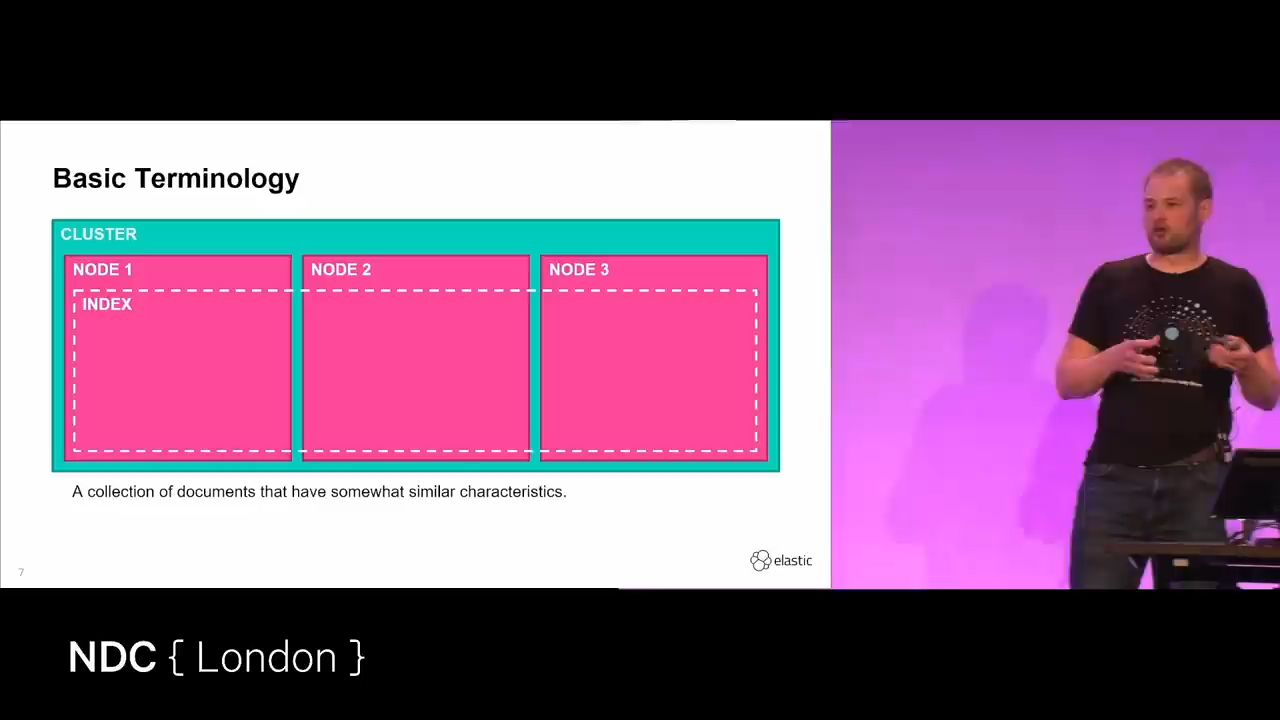 Basic Terminology
CLUSTER
NODE 1
NODE 2
NODE 3
INDEX
A collection of documents that have somewhat similar characteristics.
7
elastic
NDC { London }